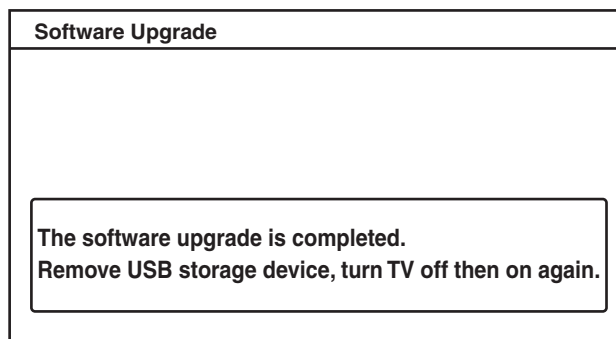 Software Upgrade
The software upgrade is completed.
Remove USB storage device, turn TV off then on again.